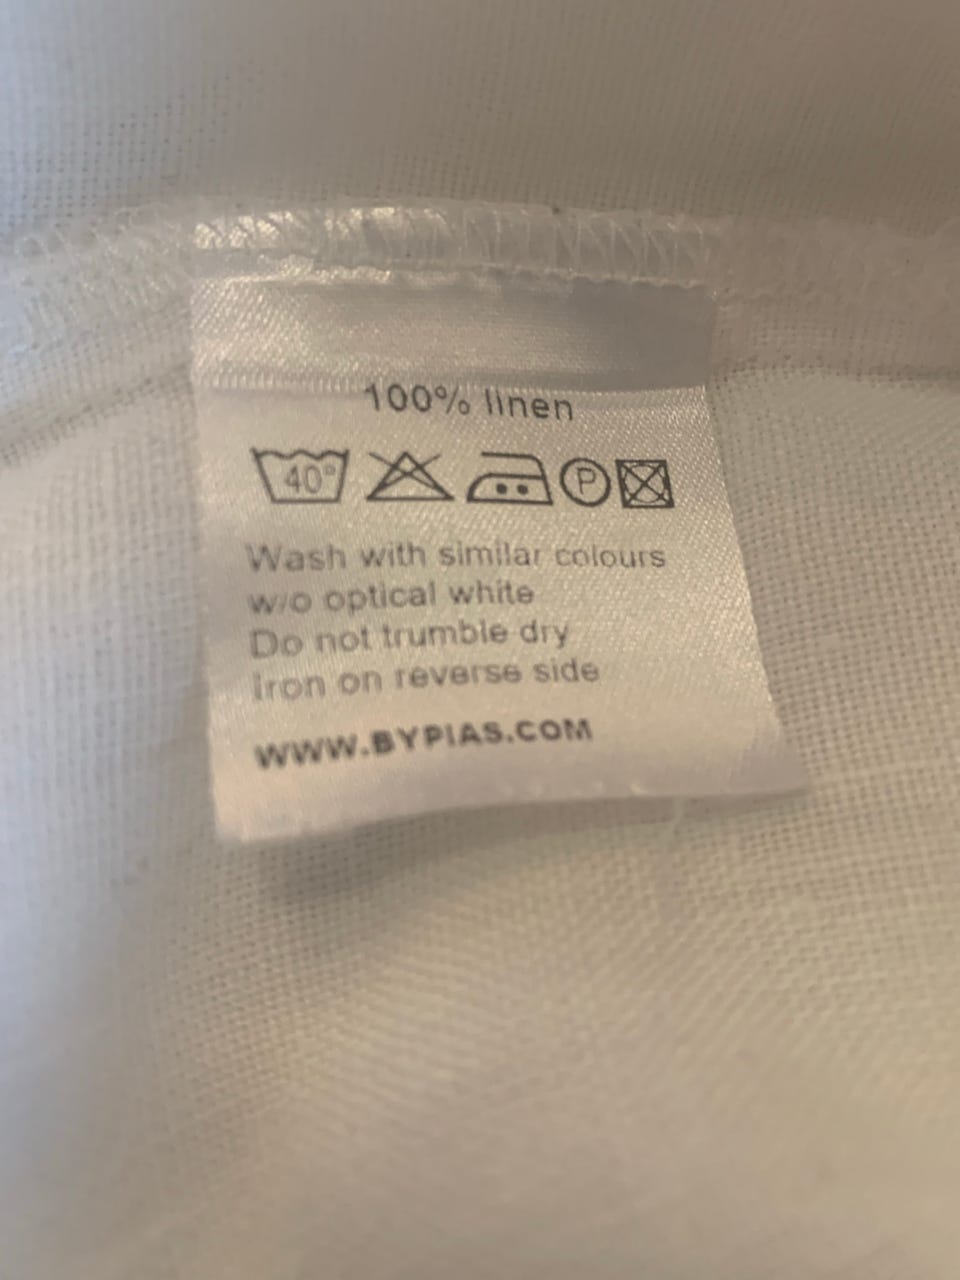 100% linen
40°
P
Wash with similar colours
w/o optical white
Do not trumble dry
Iron on reverse side
WWW.BYPIAS.COM